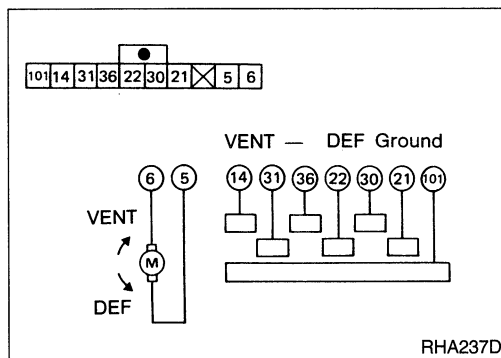 101 14 31 36 22 30 21 5 6
VENT — DEF Ground
6 5 14 31 36 22 30 21 101
VENT
M
DEF
RHA237D